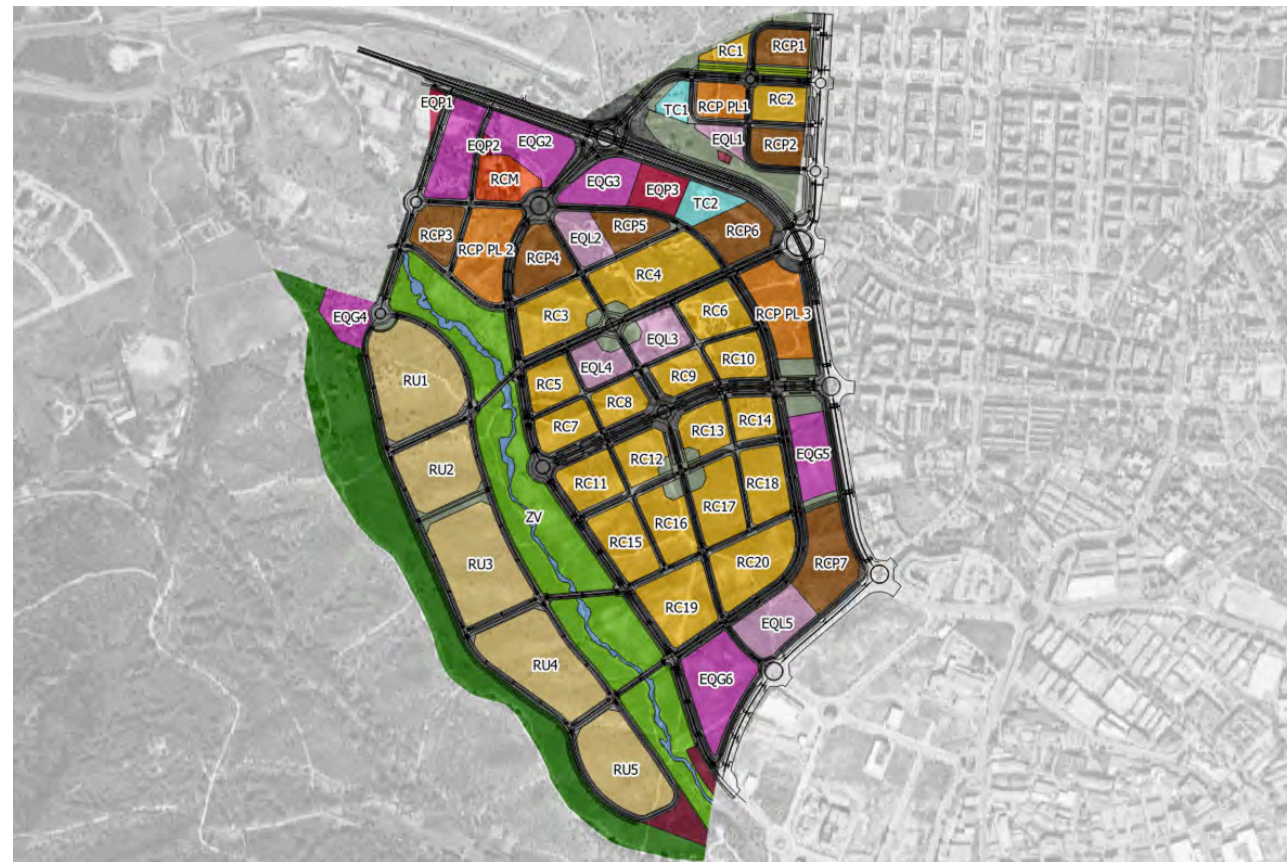 RC1
RCP1
EQP1
TC1
RCP PL1
RC2
EQP2
EQG2
EQL1
RCP2
RCM
EQG3
EQP3
TC2
RCP3
RCP PL 2
RCP4
EQL2
RCP5
RCP6
RC4
EQG4
RC3
EQL3
RC6
RCP PL 3
RU1
RC5
EQL4
RC9
RC10
RC8
RC7
RC14
RC13
RU2
RC11
RC12
EQG5
RC18
RC17
ZV
RC16
RC15
RU3
RC20
RCP7
RC19
EQL5
RU4
EQG6
RU5